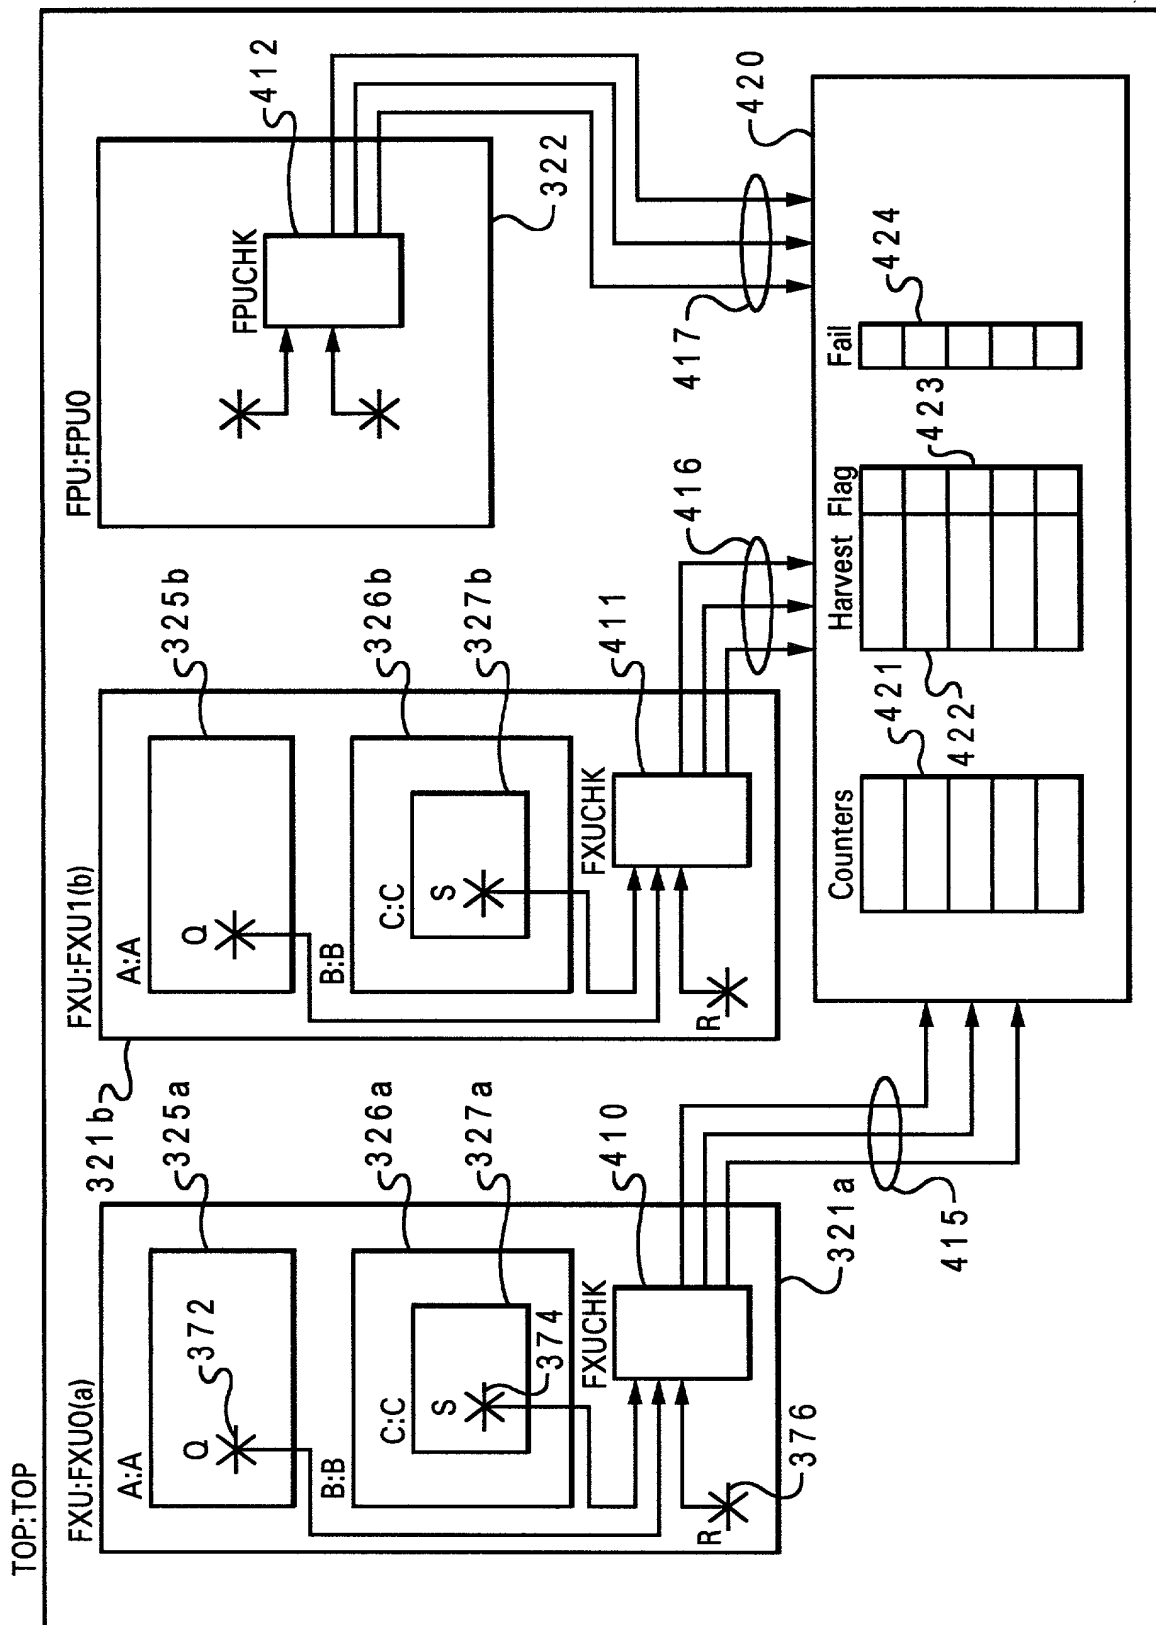 TOP:TOP
FXU:FXU0(a)
A:A
Q
372
325a
B:B
326a
C:C
S
374
327a
FXUCHK
410
R
376
321a
415
321b
FXU:FXU1(b)
A:A
Q
325b
B:B
326b
C:C
S
327b
FXUCHK
411
R
416
FPU:FPU0
FPUCHK
412
322
417
420
Counters
421
Harvest
Flag
422
423
Fail
424